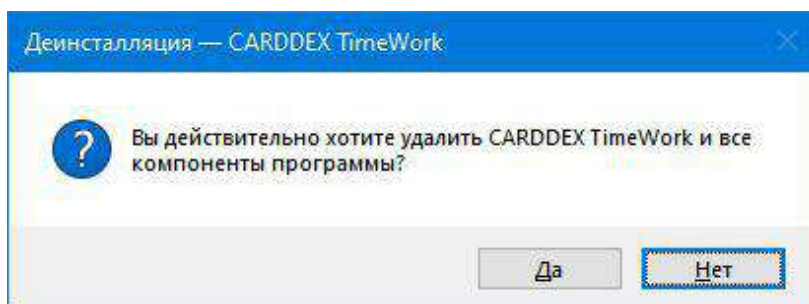 Деинсталляция — CARDDEX TimeWork
Вы действительно хотите удалить CARDDEX TimeWork и все
компоненты программы?
Да
Нет